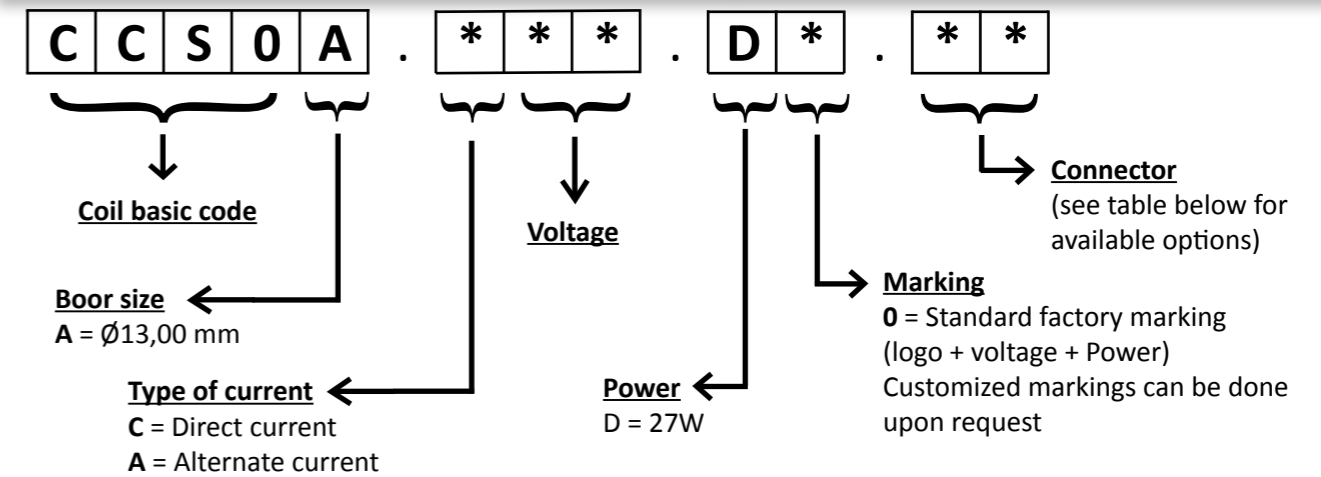 C C S 0 A . * * * . D * . * *
Coil basic code
Voltage
Connector
(see table below for
available options)
Boor size
A = Ø13,00 mm
Marking
0 = Standard factory marking
(logo + voltage + Power)
Customized markings can be done
upon request
Type of current
C = Direct current
A = Alternate current
Power
D = 27W